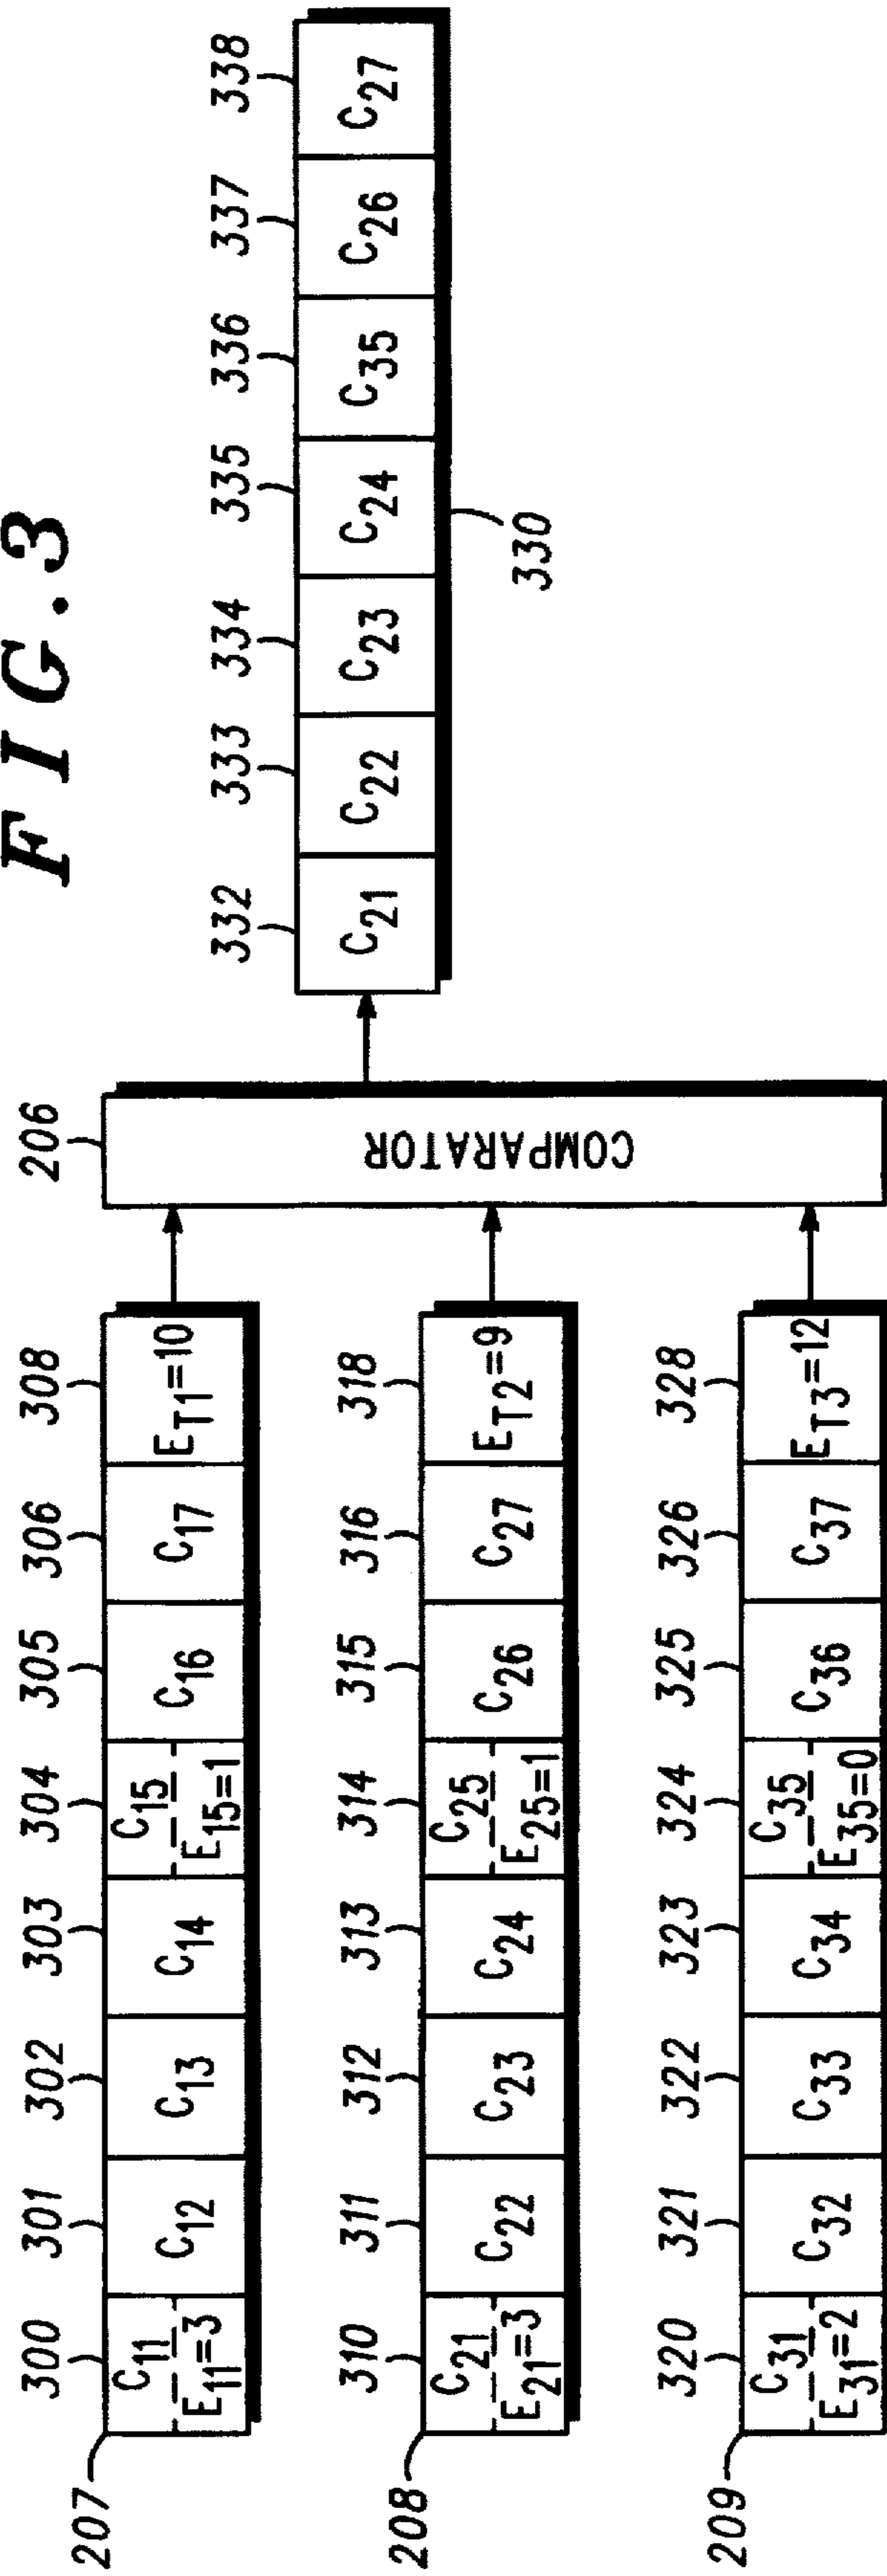 FIG.3
300 301 302 303 304 305 306 308
207
C11 C12 C13 C14 C15 C16 C17 ET1=10
E11=3 E15=1
310 311 312 313 314 315 316 318
208
C21 C22 C23 C24 C25 C26 C27 ET2=9
E21=3 E25=1
320 321 322 323 324 325 326 328
209
C31 C32 C33 C34 C35 C36 C37 ET3=12
E31=2 E35=0
206
COMPARATOR
332 333 334 335 336 337 338
C21 C22 C23 C24 C35 C26 C27
330